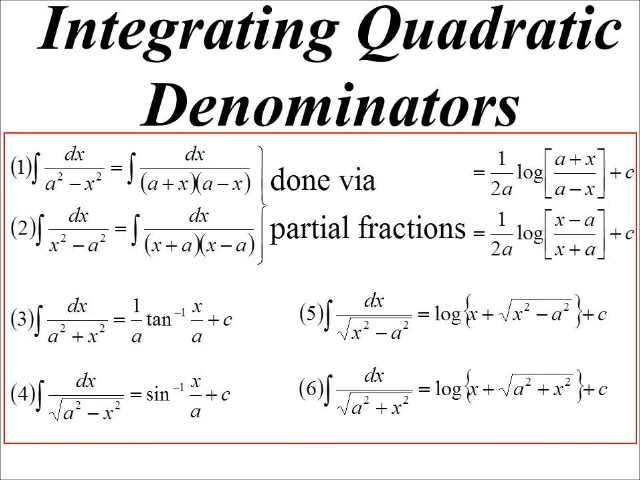 Integrating Quadratic
Denominators
(1)∫ dx/(a² − x²) = ∫ dx/((a + x)(a − x)) } done via = 1/(2a) log[(a + x)/(a − x)] + c
(2)∫ dx/(x² − a²) = ∫ dx/((x + a)(x − a)) } partial fractions = 1/(2a) log[(x − a)/(x + a)] + c
(3)∫ dx/(a² + x²) = 1/a tan⁻¹ x/a + c
(4)∫ dx/√(a² − x²) = sin⁻¹ x/a + c
(5)∫ dx/√(x² − a²) = log{x + √(x² − a²)} + c
(6)∫ dx/√(a² + x²) = log{x + √(a² + x²)} + c